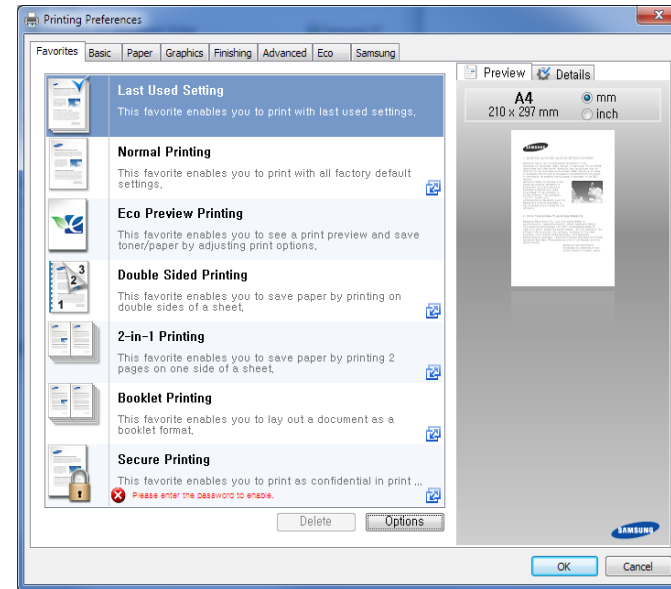 Printing Preferences
Favorites Basic Paper Graphics Finishing Advanced Eco Samsung
Last Used Setting
This favorite enables you to print with last used settings.
Normal Printing
This favorite enables you to print with all factory default
settings.
Eco Preview Printing
This favorite enables you to see a print preview and save
toner/paper by adjusting print options.
Double Sided Printing
This favorite enables you to save paper by printing on
double sides of a sheet.
1 2 3
2-in-1 Printing
This favorite enables you to save paper by printing 2
pages on one side of a sheet.
Booklet Printing
This favorite enables you to lay out a document as a
booklet format.
Secure Printing
This favorite enables you to print as confidential in print ...
Please enter the password to enable.
Delete Options
Preview Details
A4
210 x 297 mm
mm
inch
SAMSUNG
SAMSUNG
OK Cancel